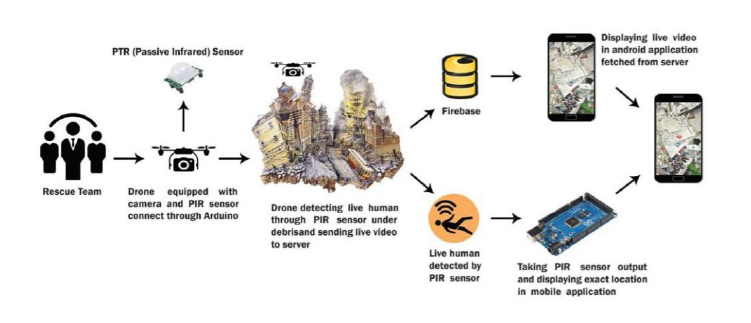 PTR (Passive Infrared) Sensor
Rescue Team
Drone equipped with
camera and PIR sensor
connect through Arduino
Drone detecting live human
through PIR sensor under
debrisand sending live video
to server
Firebase
Displaying live video
in android application
fetched from server
Live human
detected by
PIR sensor
Taking PIR sensor output
and displaying exact location
in mobile application